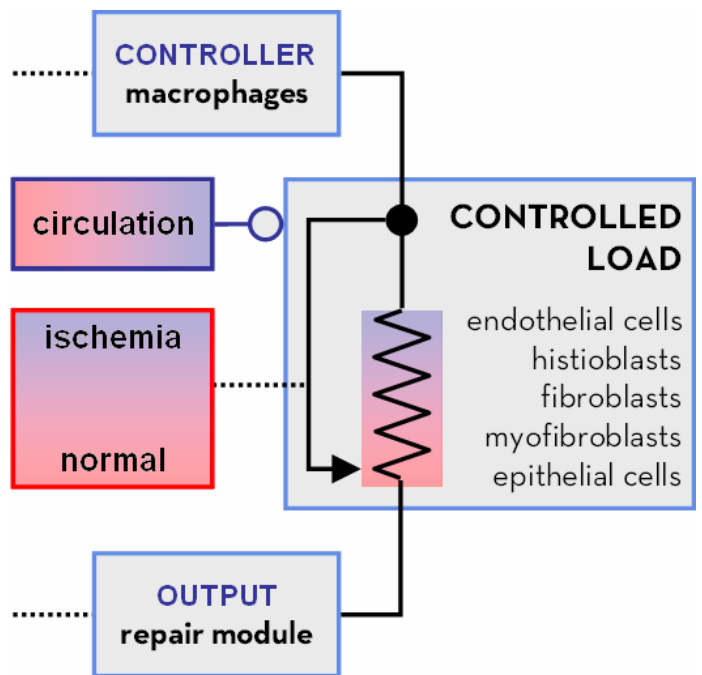 CONTROLLER
macrophages
circulation
CONTROLLED
LOAD
ischemia
normal
endothelial cells
histioblasts
fibroblasts
myofibroblasts
epithelial cells
OUTPUT
repair module